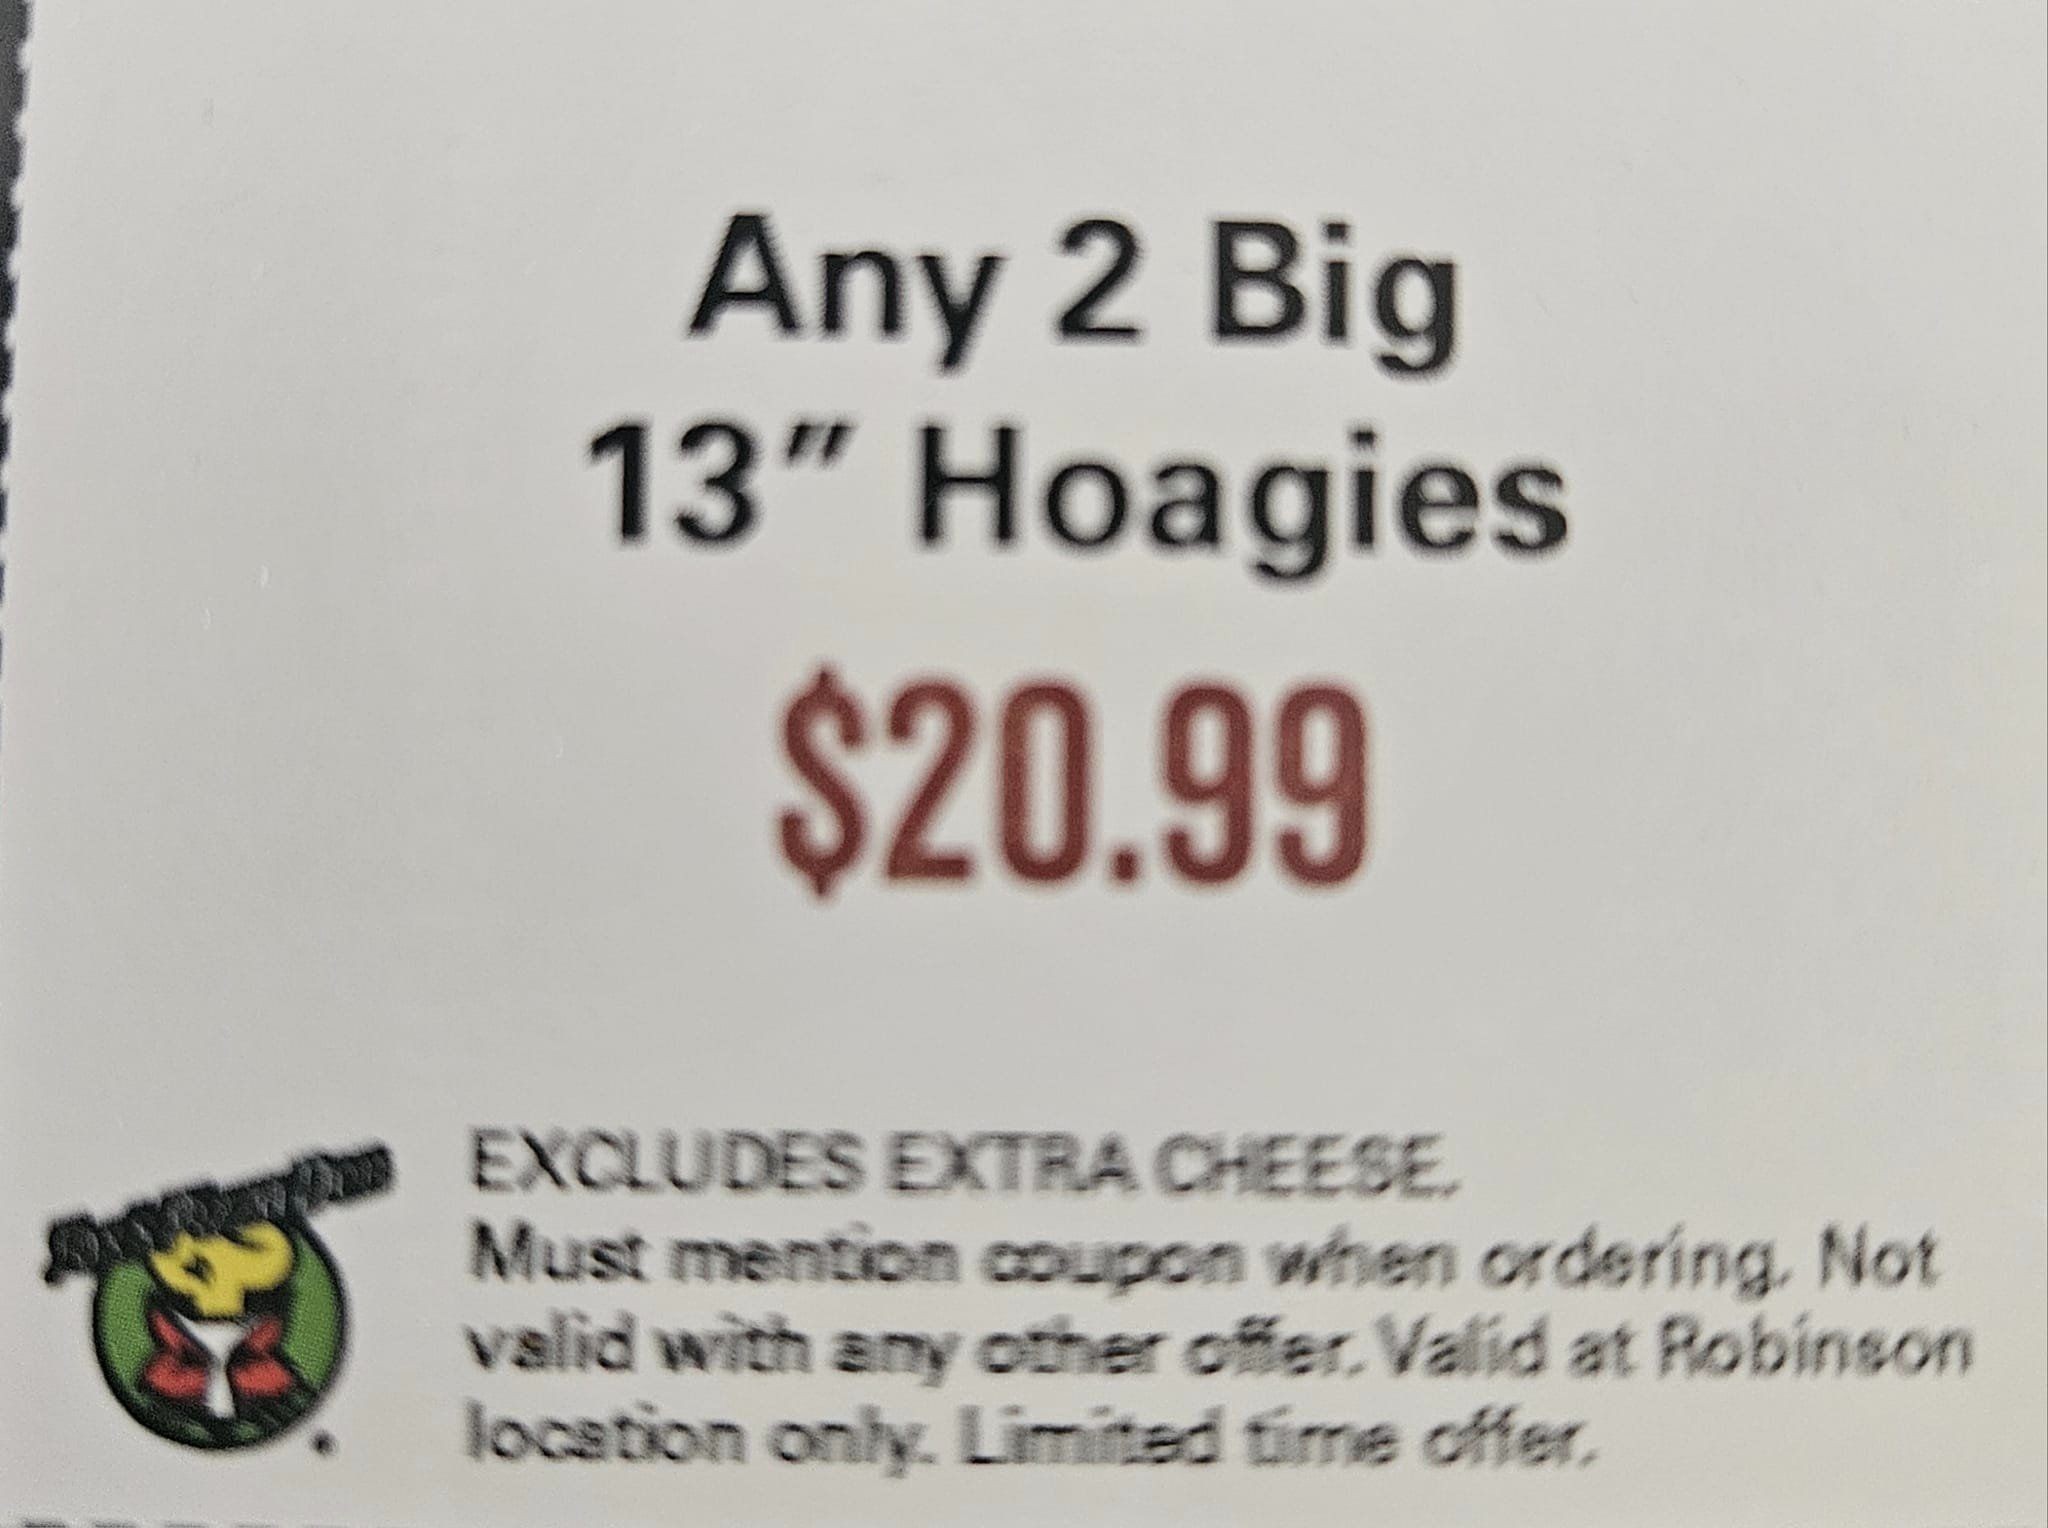 Any 2 Big
13” Hoagies
$20.99
EXCLUDES EXTRA CHEESE.
Must mention coupon when ordering. Not
valid with any other offer. Valid at Robinson
location only. Limited time offer.